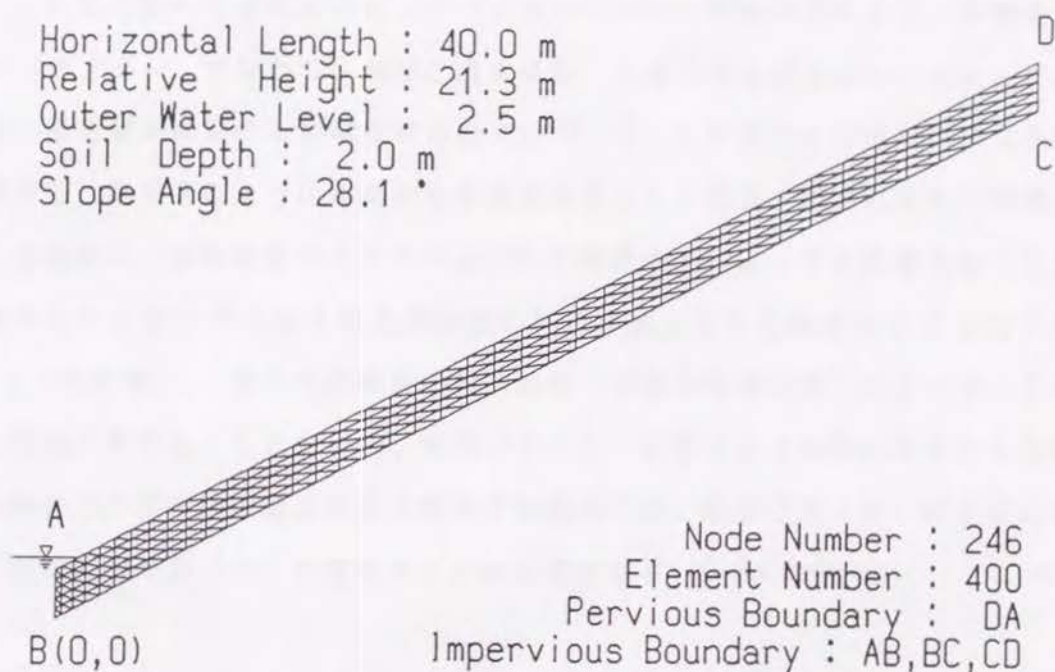 Horizontal Length : 40.0 m
Relative Height : 21.3 m
Outer Water Level : 2.5 m
Soil Depth : 2.0 m
Slope Angle : 28.1°
D
C
A
B(0,0)
Node Number : 246
Element Number : 400
Pervious Boundary : DA
Impervious Boundary : AB,BC,CD